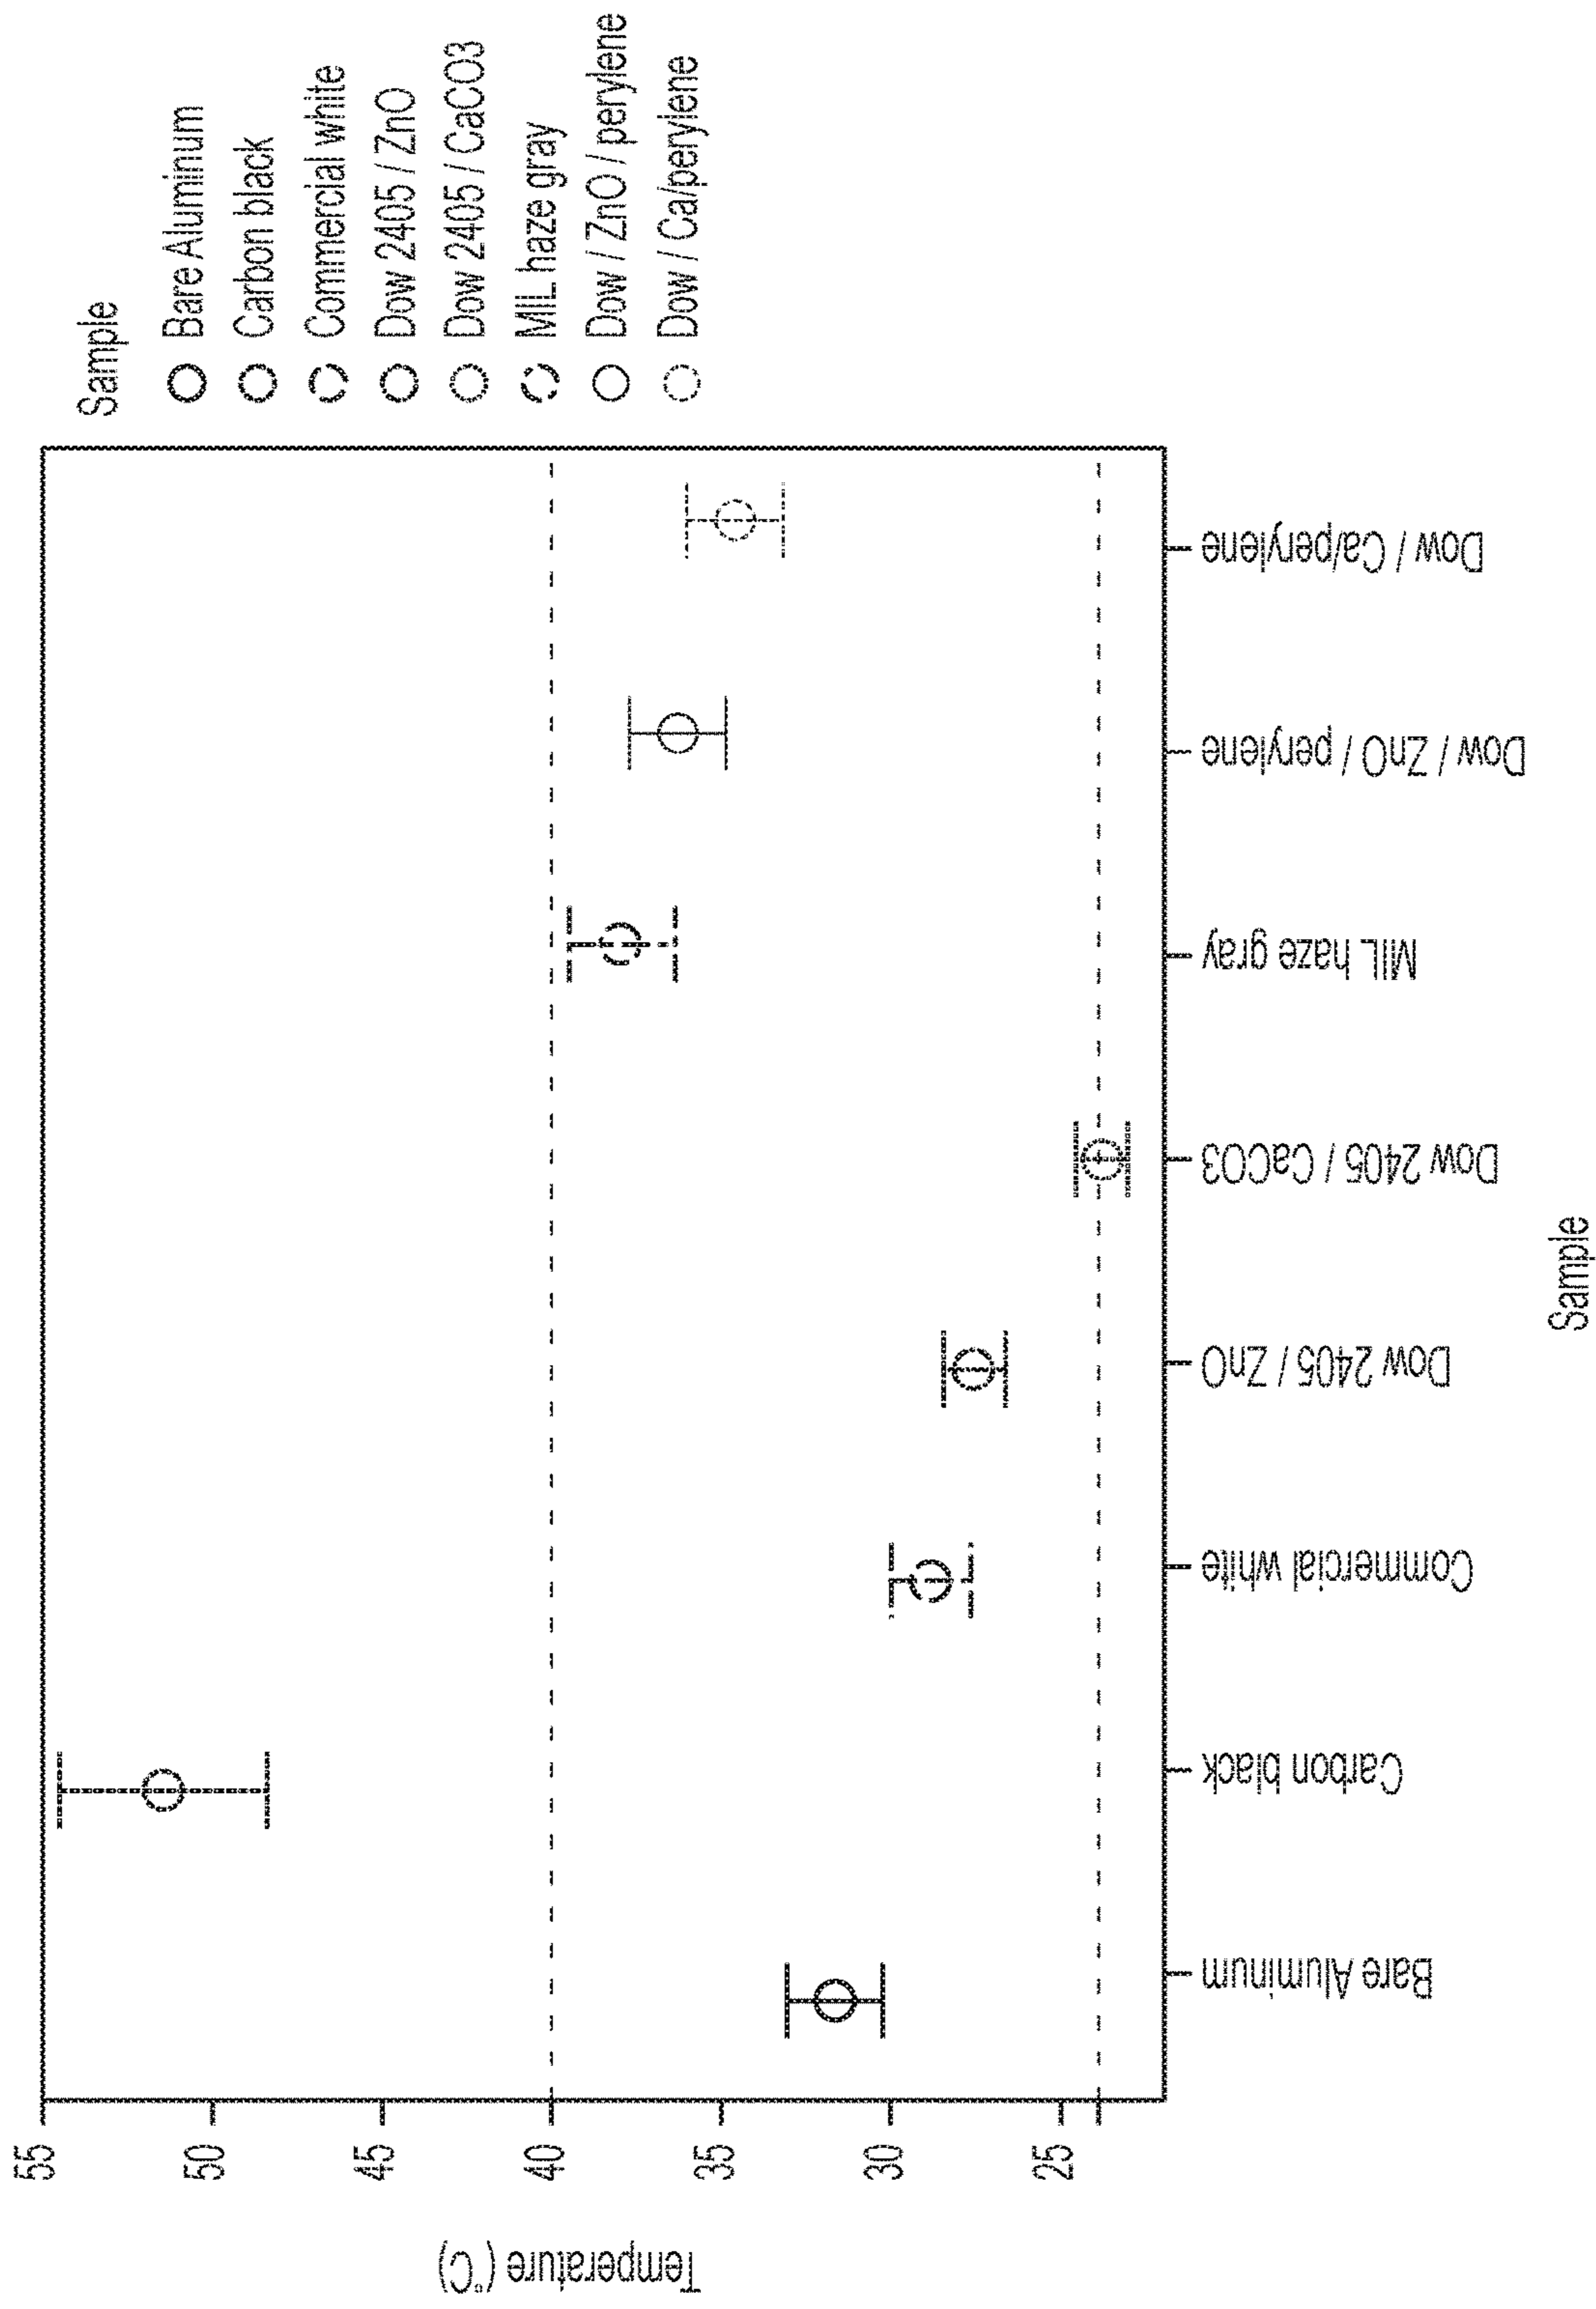 Sample
Bare Aluminum
Carbon black
Commercial white
Dow 2405 / ZnO
Dow 2405 / CaCO3
MIL haze gray
Dow / ZnO / perylene
Dow / Ca/perylene
55
50
45
40
35
30
25
Temperature (°C)
Bare Aluminum
Carbon black
Commercial white
Dow 2405 / ZnO
Dow 2405 / CaCO3
MIL haze gray
Dow / ZnO / perylene
Dow / Ca/perylene
Sample